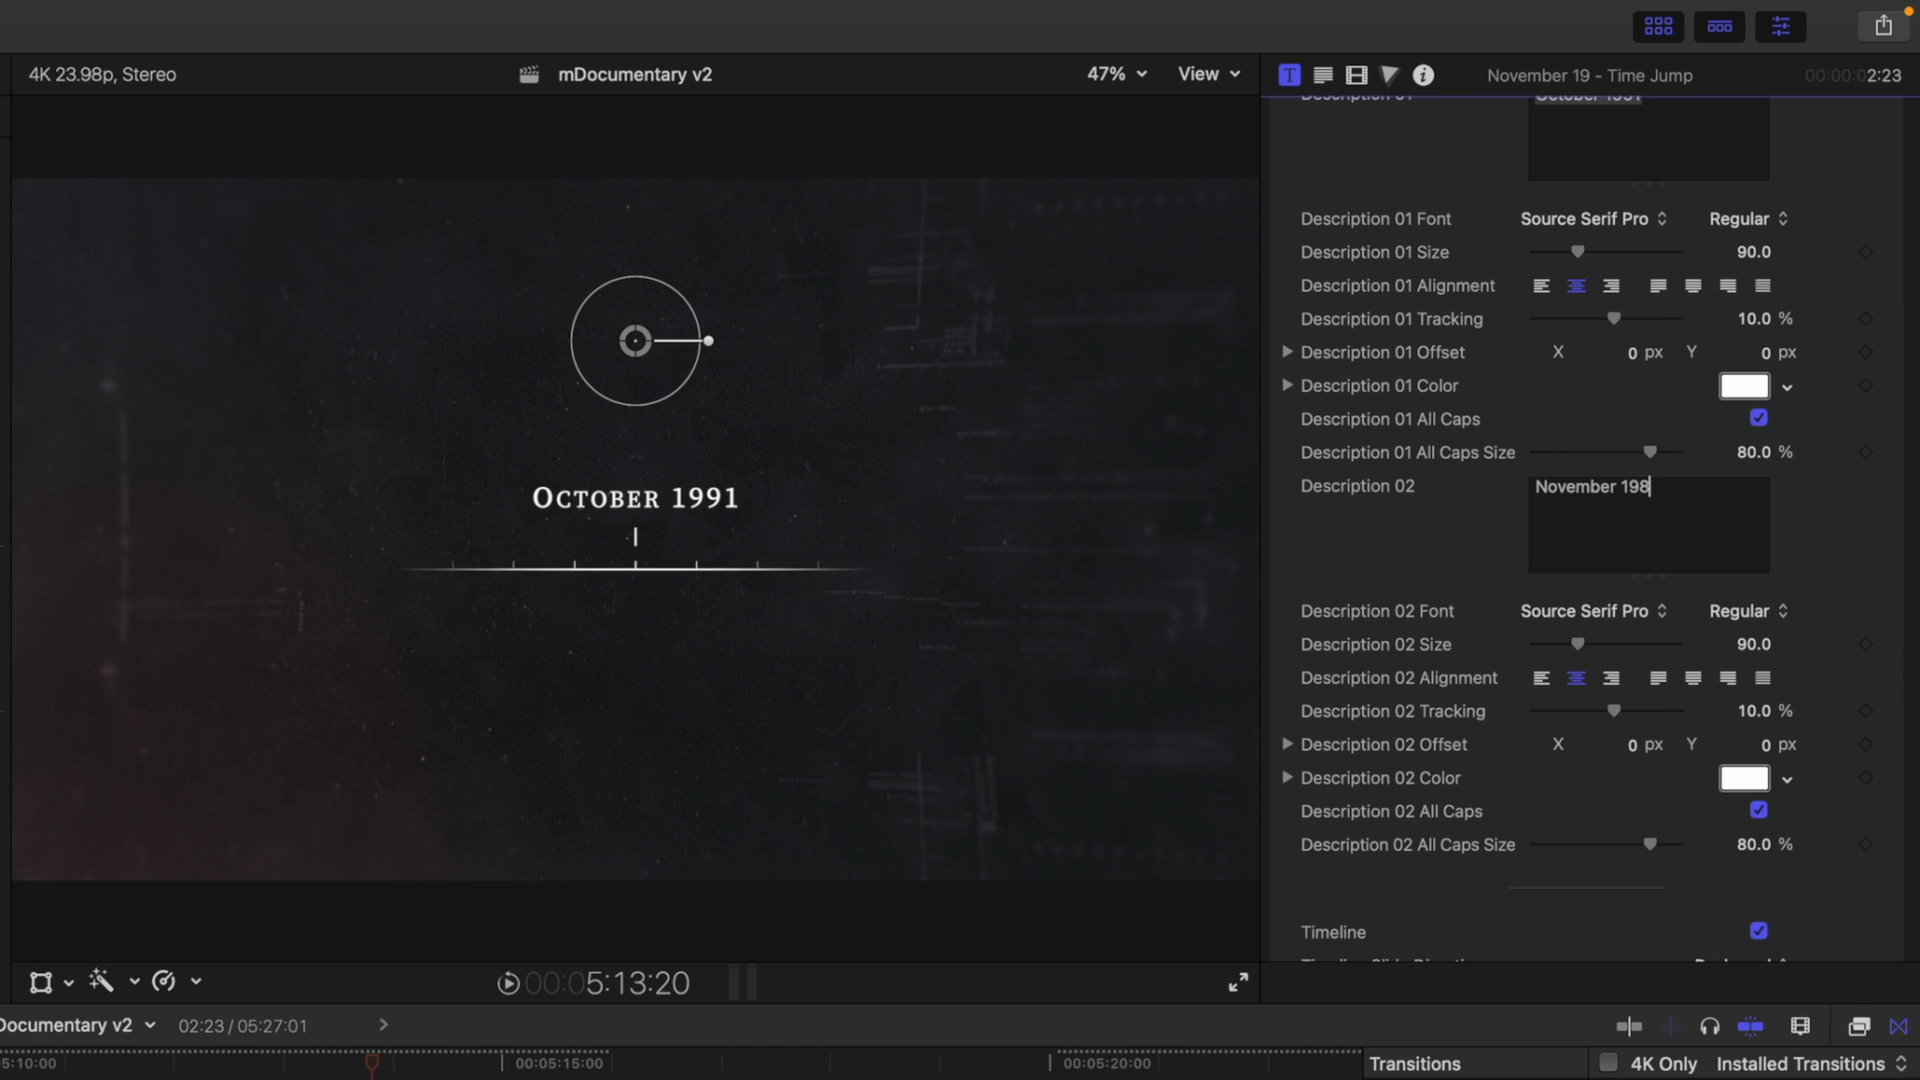 4K 23.98p, Stereo
mDocumentary v2
47%
View
T
November 19 - Time Jump
00:00:02:23
Description 01
October 1991
Description 01 Font
Source Serif Pro
Regular
Description 01 Size
90.0
Description 01 Alignment
Description 01 Tracking
10.0 %
Description 01 Offset
X 0 px Y 0 px
Description 01 Color
Description 01 All Caps
Description 01 All Caps Size
80.0 %
Description 02
November 198
Description 02 Font
Source Serif Pro
Regular
Description 02 Size
90.0
Description 02 Alignment
Description 02 Tracking
10.0 %
Description 02 Offset
X 0 px Y 0 px
Description 02 Color
Description 02 All Caps
Description 02 All Caps Size
80.0 %
Timeline
OCTOBER 1991
00:05:13:20
Documentary v2
02:23 / 05:27:01
5:10:00
00:05:15:00
00:05:20:00
Transitions
4K Only
Installed Transitions